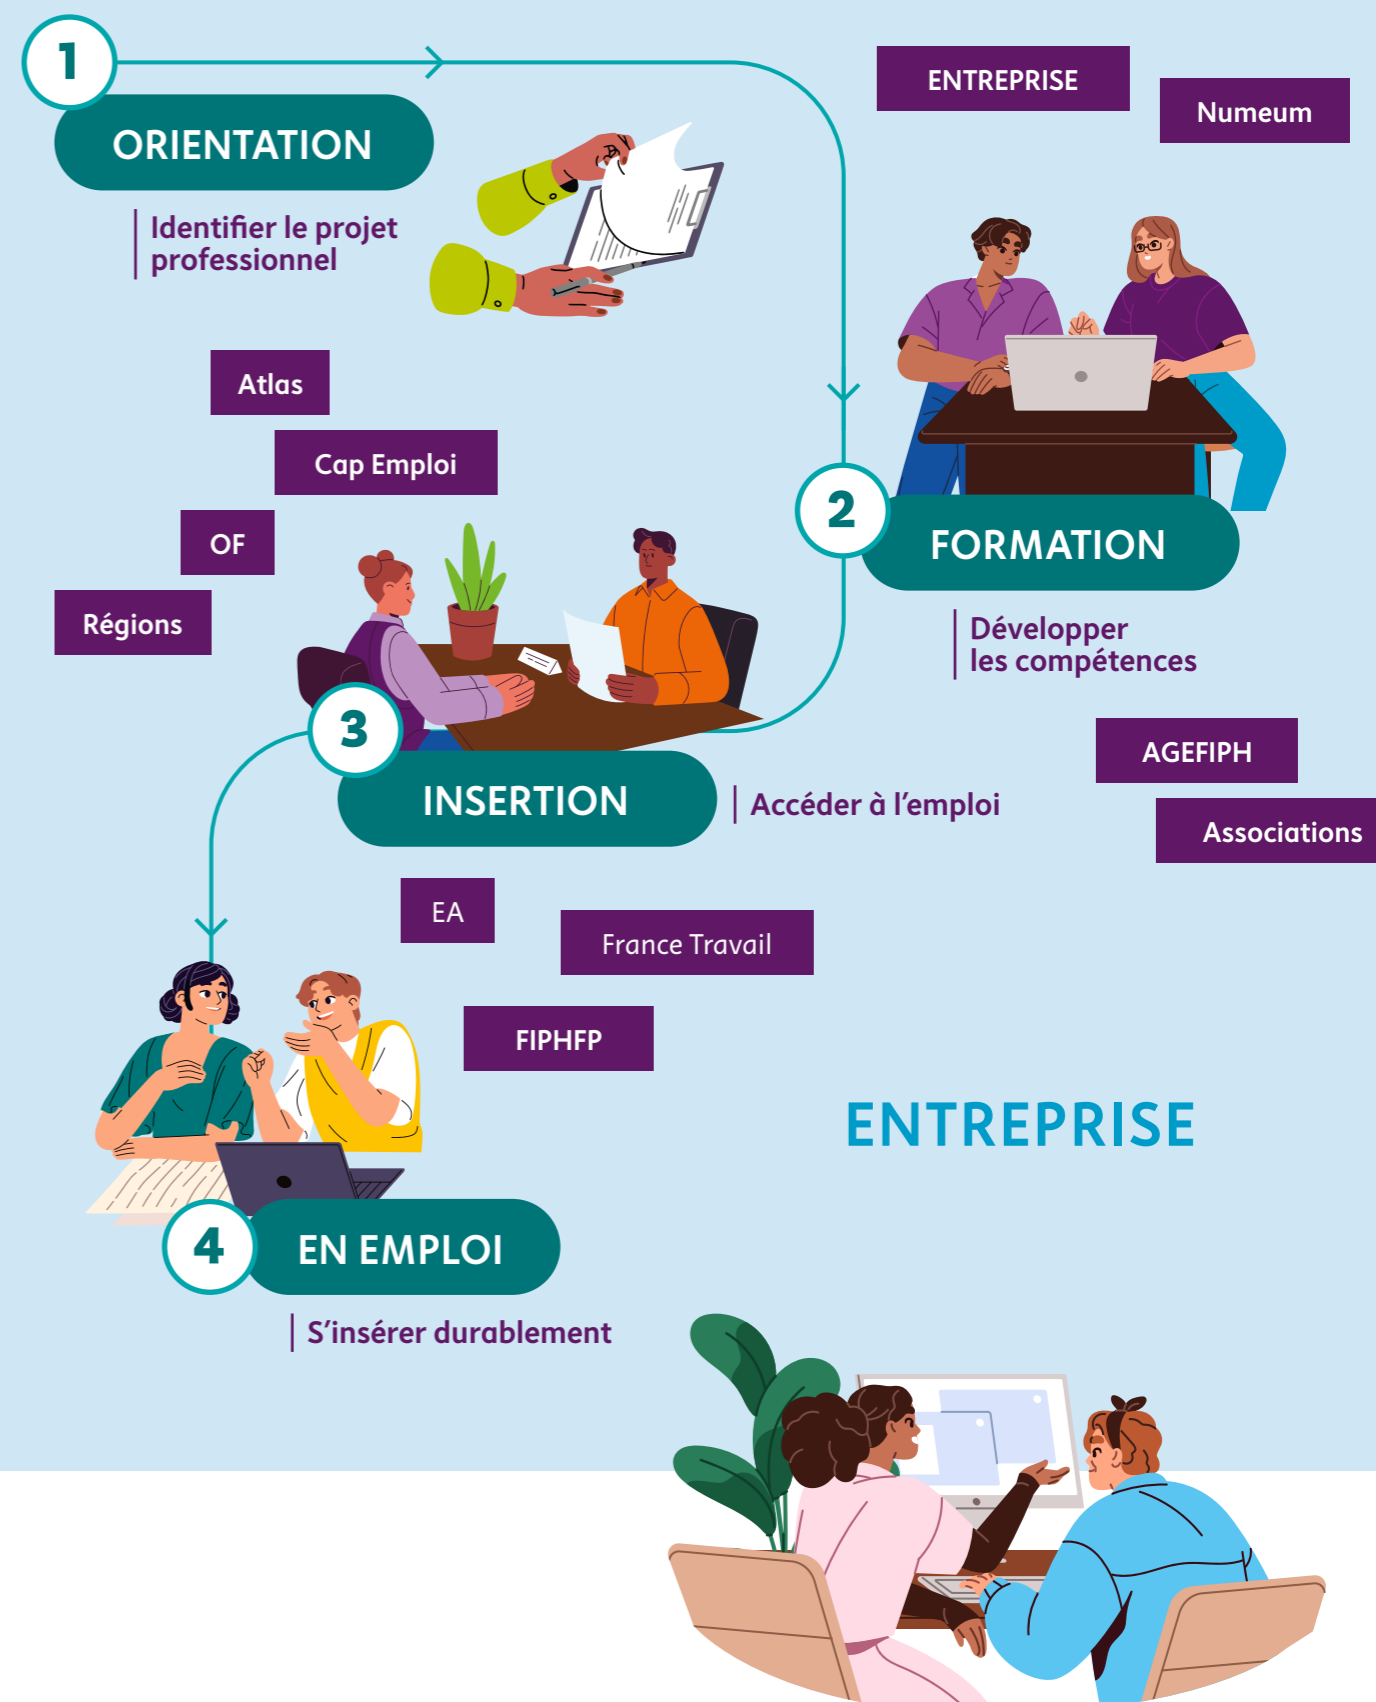 1
ORIENTATION
Identifier le projet
professionnel
ENTREPRISE
Numeum
Atlas
Cap Emploi
OF
Régions
2
FORMATION
Développer
les compétences
3
INSERTION
Accéder à l’emploi
AGEFIPH
Associations
EA
France Travail
FIPHFP
ENTREPRISE
4
EN EMPLOI
S’insérer durablement